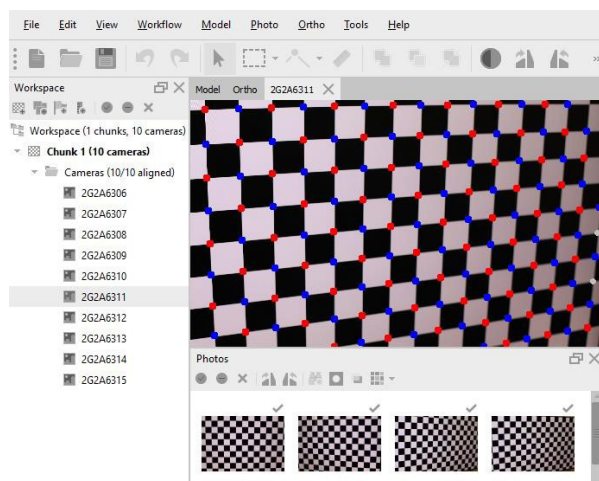 File Edit View Workflow Model Photo Ortho Tools Help
Workspace
Model Ortho 2G2A6311
Workspace (1 chunks, 10 cameras)
Chunk 1 (10 cameras)
Cameras (10/10 aligned)
2G2A6306
2G2A6307
2G2A6308
2G2A6309
2G2A6310
2G2A6311
2G2A6312
2G2A6313
2G2A6314
2G2A6315
Photos